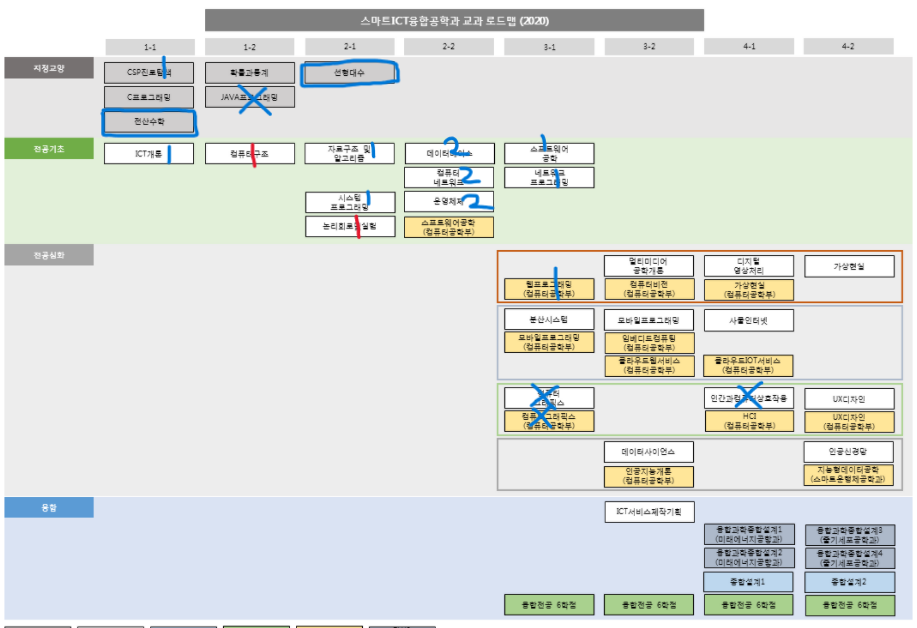 스마트ICT융합공학과 교과 로드맵 (2020)
1-1 1-2 2-1 2-2 3-1 3-2 4-1 4-2
지정교양
CSP진로탐색 확률과통계 선형대수
C프로그래밍 JAVA프로그래밍
전산수학
전공기초
ICT개론 컴퓨터구조 자료구조 및 알고리즘 데이터베이스 소프트웨어 공학
컴퓨터 네트워크 네트워크 프로그래밍
시스템 프로그래밍 운영체제
논리회로및실험 소프트웨어공학 (컴퓨터공학부)
2
2
2
전공심화
멀티미디어 공학개론 디지털 영상처리 가상현실
웹프로그래밍 (컴퓨터공학부) 컴퓨터비전 (컴퓨터공학부) 가상현실 (컴퓨터공학부)
분산시스템 모바일프로그래밍 사물인터넷
모바일프로그래밍 (컴퓨터공학부) 임베디드컴퓨팅 (컴퓨터공학부)
클라우드웹서비스 (컴퓨터공학부) 클라우드IOT서비스 (컴퓨터공학부)
컴퓨터 그래픽스 인간과컴퓨터상호작용 UX디자인
컴퓨터그래픽스 (컴퓨터공학부) HCI (컴퓨터공학부) UX디자인 (컴퓨터공학부)
데이터사이언스 인공신경망
인공지능개론 (컴퓨터공학부) 지능형데이터공학 (스마트운행체공학과)
융합
ICT서비스제작기획
융합과학종합설계1 (미래에너지공학과) 융합과학종합설계3 (줄기세포공학과)
융합과학종합설계2 (미래에너지공학과) 융합과학종합설계4 (줄기세포공학과)
종합설계1 종합설계2
융합전공 6학점 융합전공 6학점 융합전공 6학점 융합전공 6학점